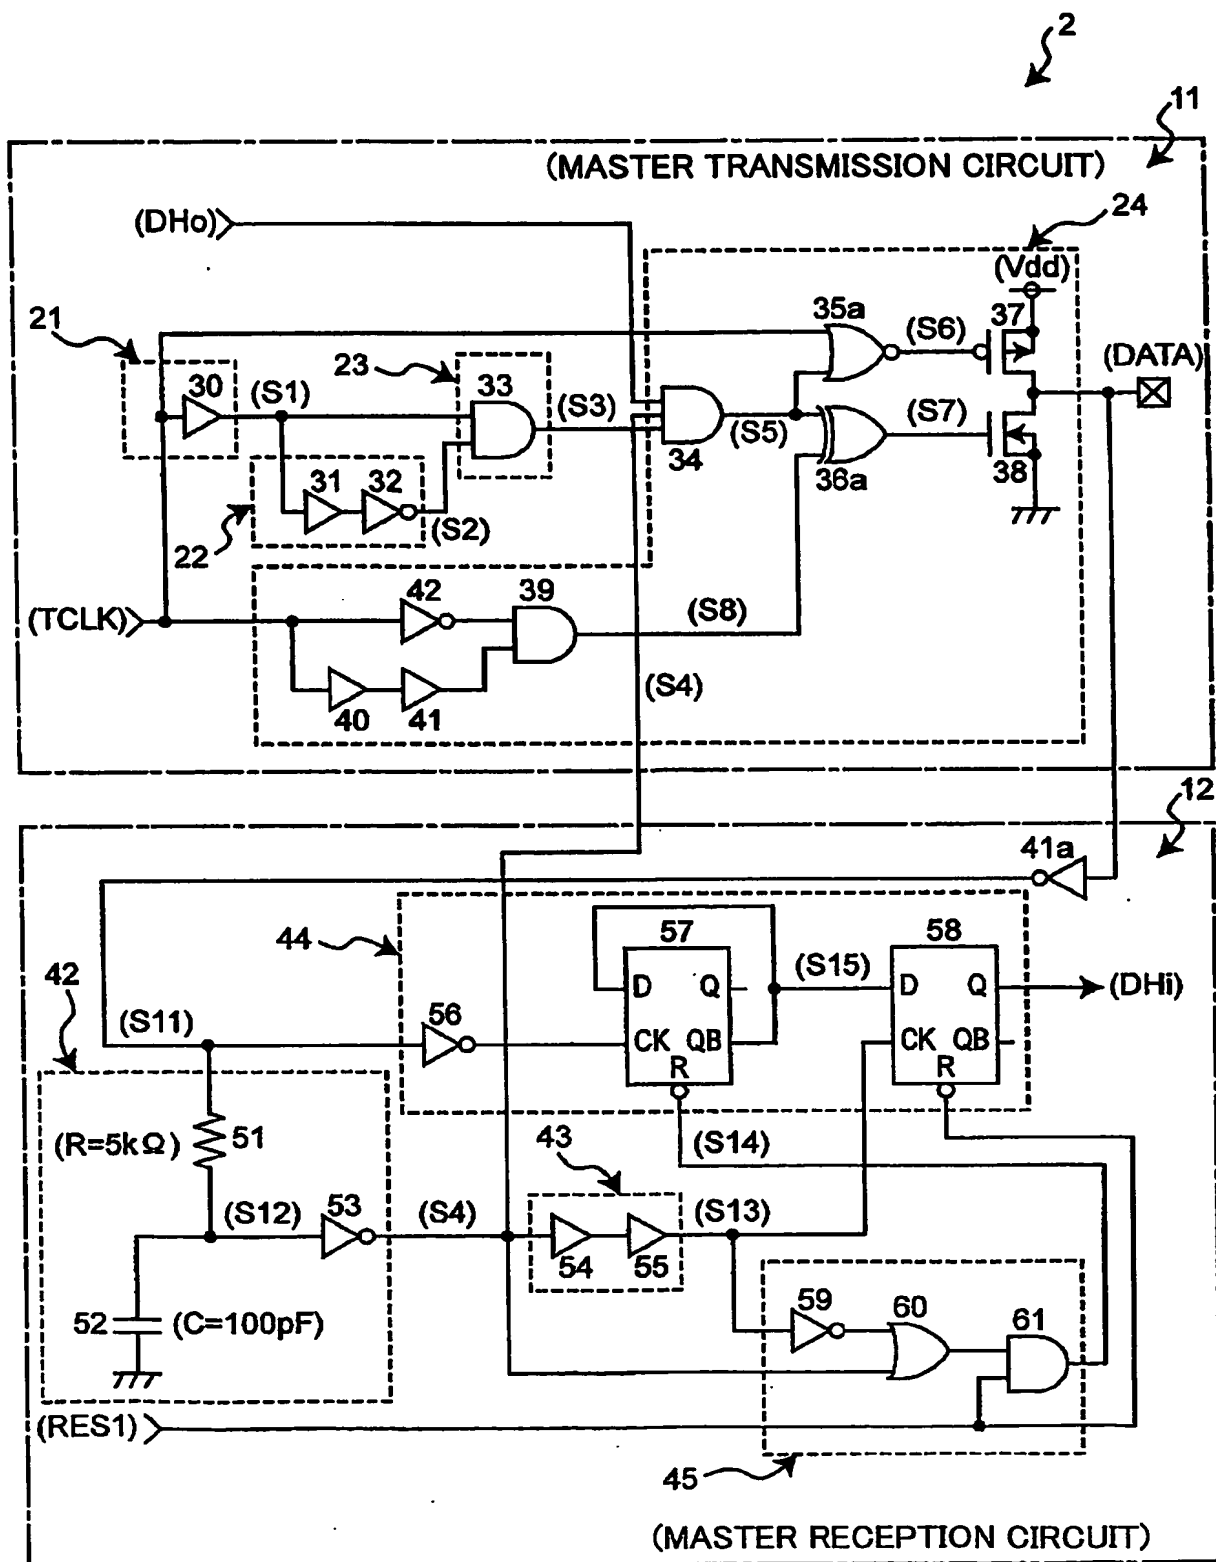 2
11
(MASTER TRANSMISSION CIRCUIT)
(DHo)
24
(Vdd)
21
35a
(S6)
37
(DATA)
30
(S1)
23
33
(S3)
(S5)
(S7)
34
36a
38
31
32
22
(S2)
42
39
(S8)
(TCLK)
(S4)
40
41
12
41a
44
57
58
42
(S11)
56
D
Q
(S15)
D
Q
(DHi)
CK
QB
CK
QB
R
R
(R=5kΩ)
51
43
(S14)
(S12)
53
(S4)
(S13)
54
55
59
60
61
52
(C=100pF)
(RES1)
45
(MASTER RECEPTION CIRCUIT)